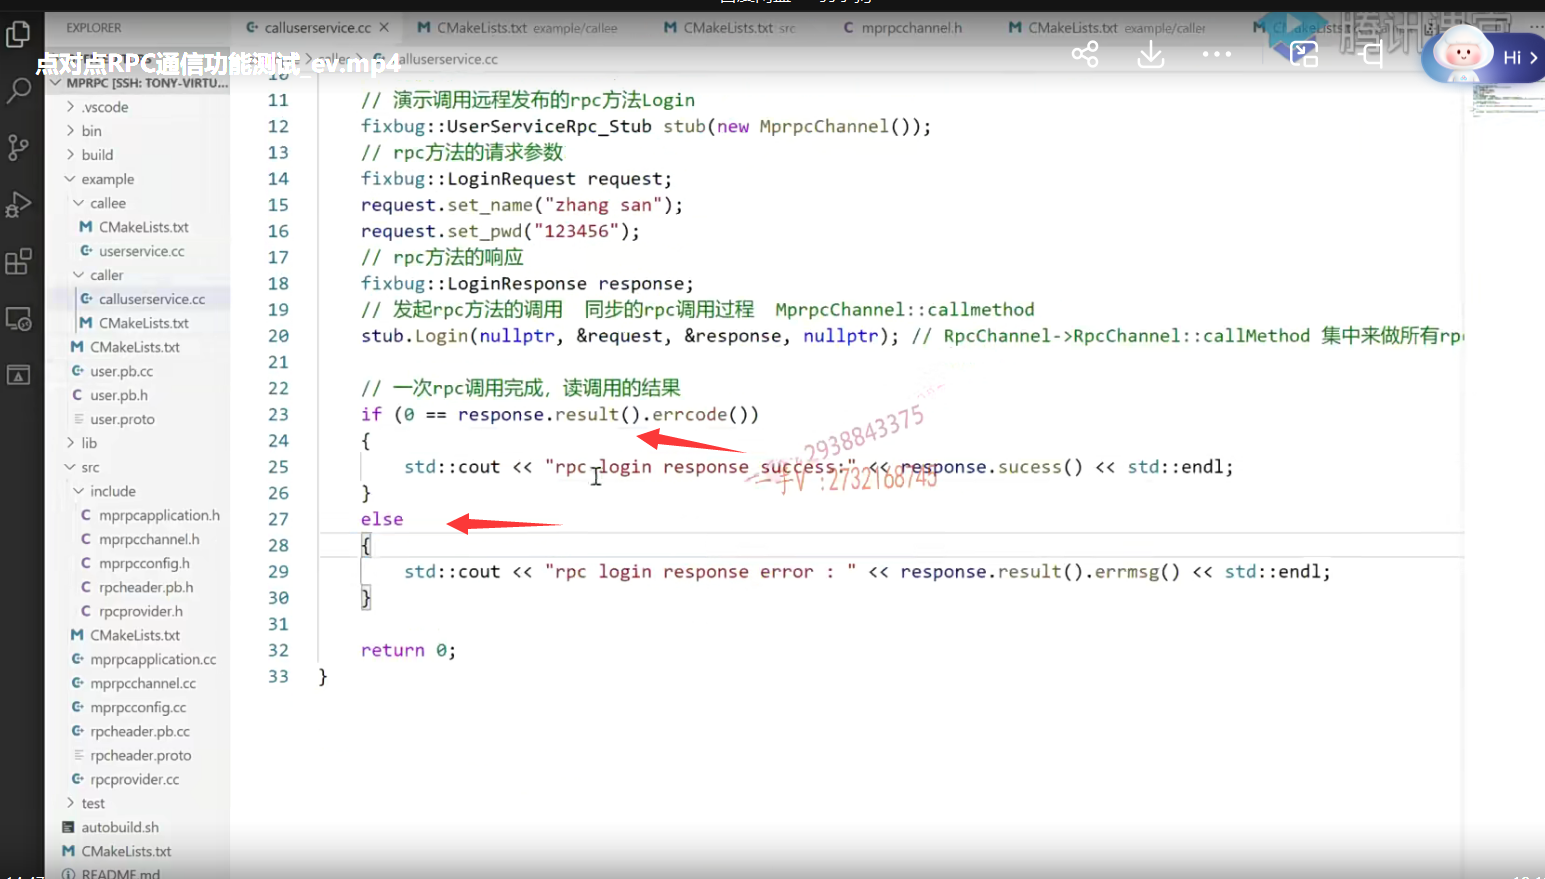 EXPLORER
calluserservice.cc
CMakeLists.txt example/callee
CMakeLists.txt src
mprpcchannel.h
CMakeLists.txt example/caller
点对点RPC通信功能测试_ev.mp4
calluserservice.cc
Hi
MPRPC [SSH: TONY-VIRTU...
.vscode
bin
build
example
callee
CMakeLists.txt
userservice.cc
caller
calluserservice.cc
CMakeLists.txt
CMakeLists.txt
user.pb.cc
user.pb.h
user.proto
lib
src
include
mprpcapplication.h
mprpcchannel.h
mprpcconfig.h
rpcheader.pb.h
rpcprovider.h
CMakeLists.txt
mprpcapplication.cc
mprpcchannel.cc
mprpcconfig.cc
rpcheader.pb.cc
rpcheader.proto
rpcprovider.cc
test
autobuild.sh
CMakeLists.txt
README.md
11 // 演示调用远程发布的rpc方法Login
12 fixbug::UserServiceRpc_Stub stub(new MprpcChannel());
13 // rpc方法的请求参数
14 fixbug::LoginRequest request;
15 request.set_name("zhang san");
16 request.set_pwd("123456");
17 // rpc方法的响应
18 fixbug::LoginResponse response;
19 // 发起rpc方法的调用 同步的rpc调用过程 MprpcChannel::callmethod
20 stub.Login(nullptr, &request, &response, nullptr); // RpcChannel->RpcChannel::callMethod 集中来做所有rpc
21
22 // 一次rpc调用完成，读调用的结果
23 if (0 == response.result().errcode())
24 {
25 std::cout << "rpc login response success:" << response.sucess() << std::endl;
26 }
27 else
28 {
29 std::cout << "rpc login response error : " << response.result().errmsg() << std::endl;
30 }
31
32 return 0;
33 }
2938843375
一手V:2732168745
腾讯课堂